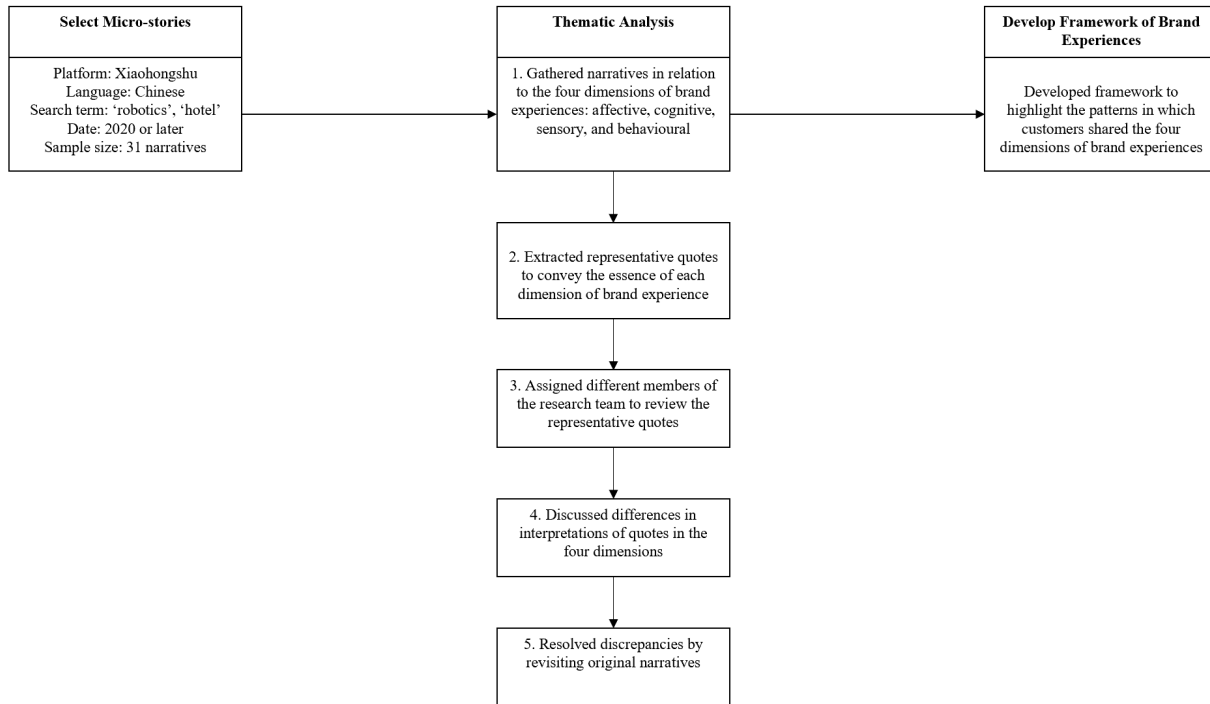 Select Micro-stories
Platform: Xiaohongshu
Language: Chinese
Search term: ‘robotics’, ‘hotel’
Date: 2020 or later
Sample size: 31 narratives
Thematic Analysis
1. Gathered narratives in relation to
the four dimensions of brand
experiences: affective, cognitive,
sensory, and behavioural
2. Extracted representative quotes
to convey the essence of each
dimension of brand experience
3. Assigned different members of
the research team to review the
representative quotes
4. Discussed differences in
interpretations of quotes in the
four dimensions
5. Resolved discrepancies by
revisiting original narratives
Develop Framework of Brand
Experiences
Developed framework to
highlight the patterns in which
customers shared the four
dimensions of brand experiences